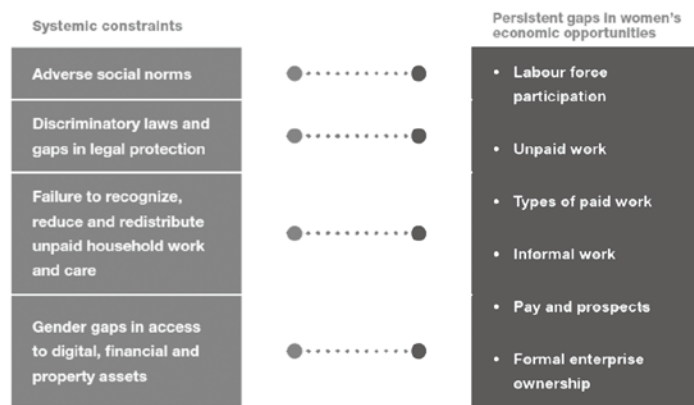 Systemic constraints
Adverse social norms
Discriminatory laws and
gaps in legal protection
Failure to recognize,
reduce and redistribute
unpaid household work
and care
Gender gaps in access
to digital, financial and
property assets
Persistent gaps in women's
economic opportunities
• Labour force
participation
• Unpaid work
• Types of paid work
• Informal work
• Pay and prospects
• Formal enterprise
ownership